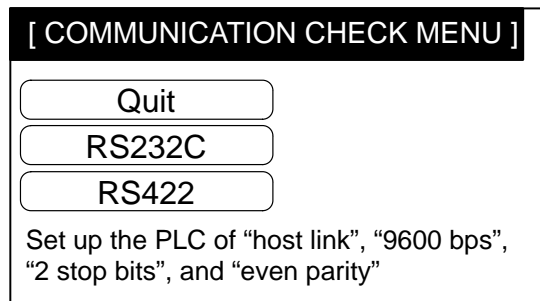 [ COMMUNICATION CHECK MENU ]
Quit
RS232C
RS422
Set up the PLC of “host link”, “9600 bps”,
“2 stop bits”, and “even parity”